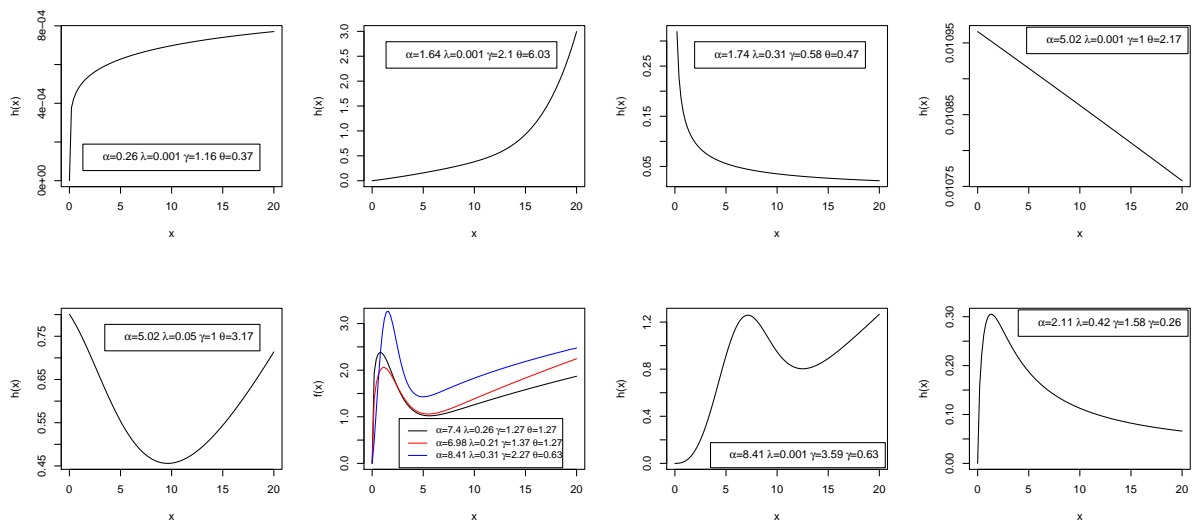 h(x)
0e+00 4e−04 8e−04
α=0.26 λ=0.001 γ=1.16 θ=0.37
0 5 10 15 20
x
h(x)
0.0 0.5 1.0 1.5 2.0 2.5 3.0
α=1.64 λ=0.001 γ=2.1 θ=6.03
0 5 10 15 20
x
h(x)
0.05 0.15 0.25
α=1.74 λ=0.31 γ=0.58 θ=0.47
0 5 10 15 20
x
h(x)
0.01075 0.01085 0.01095
α=5.02 λ=0.001 γ=1 θ=2.17
0 5 10 15 20
x
h(x)
0.45 0.55 0.65 0.75
α=5.02 λ=0.05 γ=1 θ=3.17
0 5 10 15 20
x
f(x)
0.0 1.0 2.0 3.0
α=7.4 λ=0.26 γ=1.27 θ=1.27
α=6.98 λ=0.21 γ=1.37 θ=1.27
α=8.41 λ=0.31 γ=2.27 θ=0.63
0 5 10 15 20
x
h(x)
0.0 0.4 0.8 1.2
α=8.41 λ=0.001 γ=3.59 γ=0.63
0 5 10 15 20
x
h(x)
0.00 0.10 0.20 0.30
α=2.11 λ=0.42 γ=1.58 γ=0.26
0 5 10 15 20
x